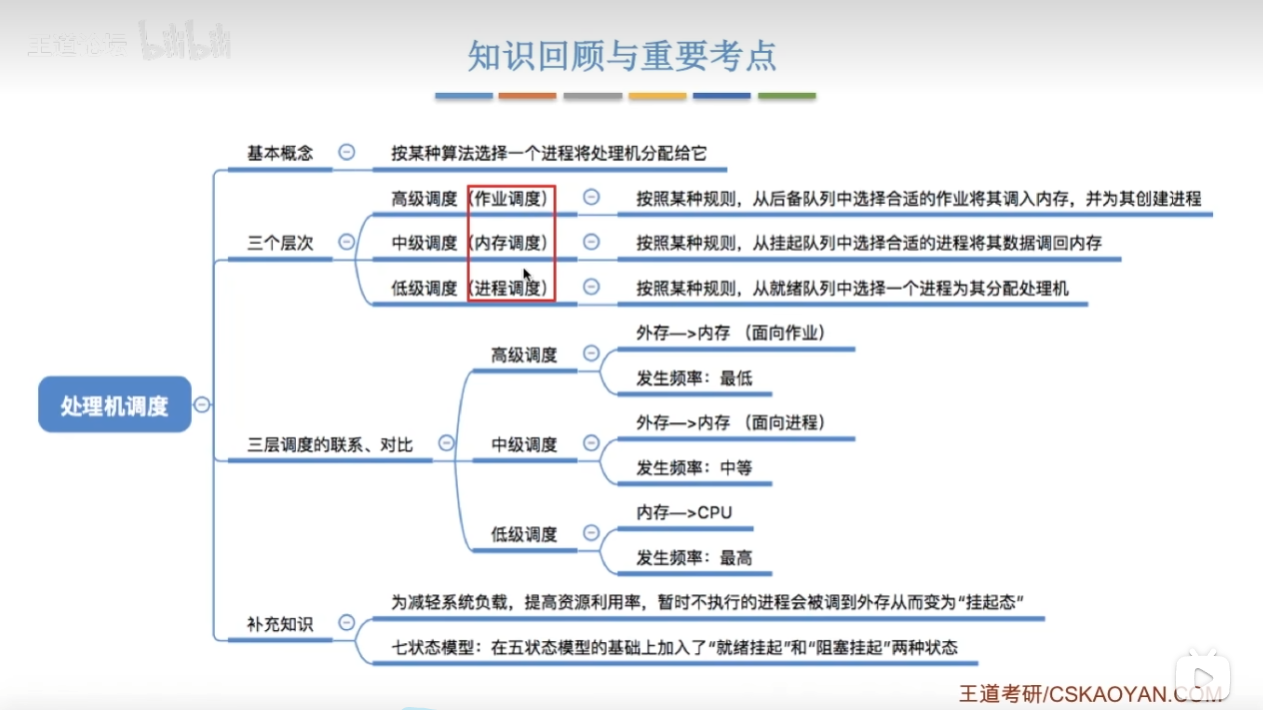 王道论坛 bilibili
知识回顾与重要考点
基本概念
按某种算法选择一个进程将处理机分配给它
三个层次
高级调度（作业调度）
按照某种规则，从后备队列中选择合适的作业将其调入内存，并为其创建进程
中级调度（内存调度）
按照某种规则，从挂起队列中选择合适的进程将其数据调回内存
低级调度（进程调度）
按照某种规则，从就绪队列中选择一个进程为其分配处理机
处理机调度
三层调度的联系、对比
高级调度
外存—>内存 （面向作业）
发生频率：最低
中级调度
外存—>内存 （面向进程）
发生频率：中等
低级调度
内存—>CPU
发生频率：最高
补充知识
为减轻系统负载，提高资源利用率，暂时不执行的进程会被调到外存从而变为“挂起态”
七状态模型：在五状态模型的基础上加入了“就绪挂起”和“阻塞挂起”两种状态
王道考研/CSKAOYAN.COM